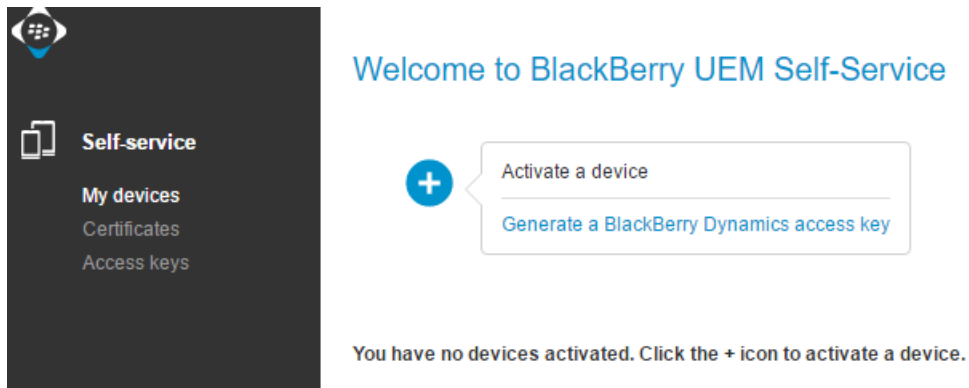 Welcome to BlackBerry UEM Self-Service
Self-service
My devices
Certificates
Access keys
Activate a device
Generate a BlackBerry Dynamics access key
You have no devices activated. Click the + icon to activate a device.